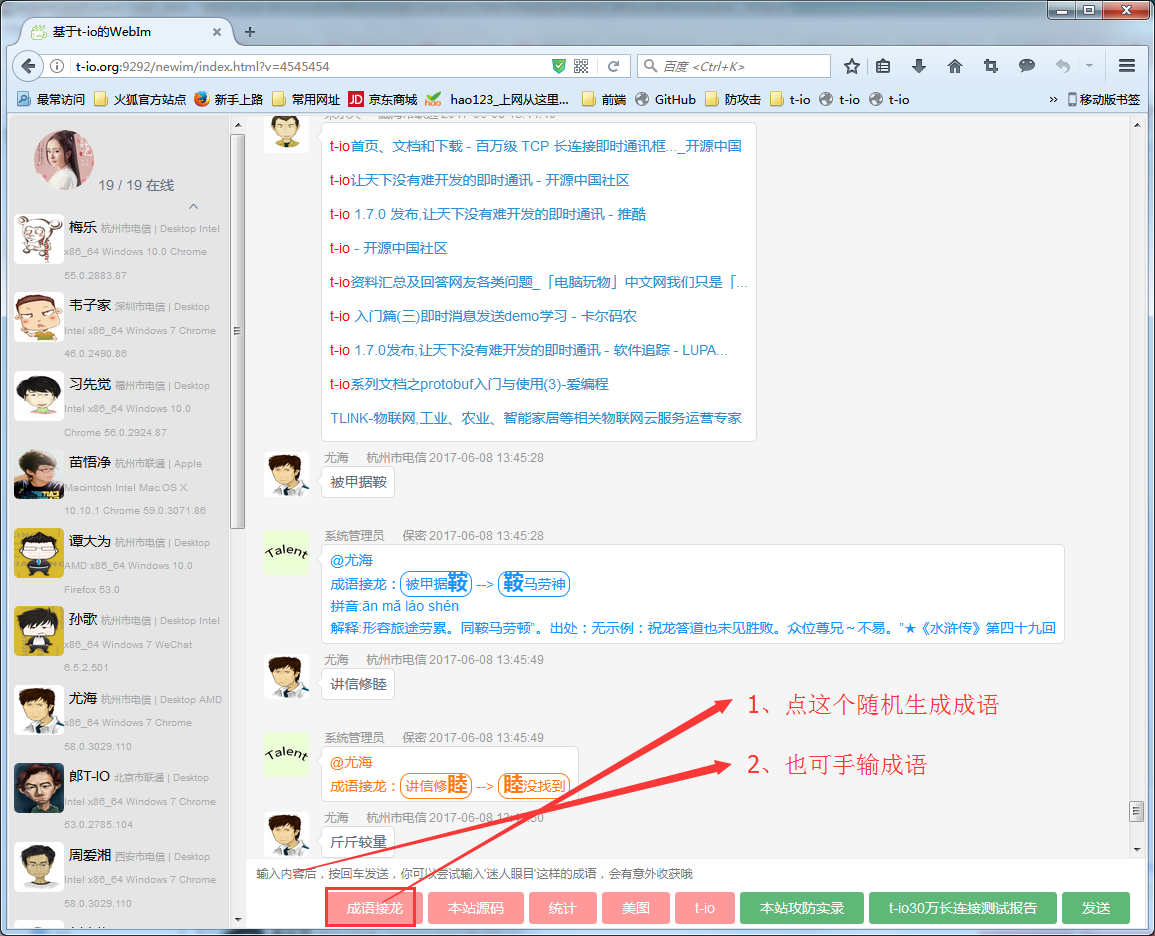 基于t-io的WebIm
t-io.org:9292/newim/index.html?v=4545454
百度 <Ctrl+K>
最常访问 火狐官方站点 新手上路 常用网址 京东商城 hao123_上网从这里... 前端 GitHub 防攻击 t-io t-io t-io » 移动版书签
19 / 19 在线
梅乐 杭州市电信 | Desktop Intel
x86_64 Windows 10.0 Chrome
55.0.2883.87
韦子家 深圳市电信 | Desktop
Intel x86_64 Windows 7 Chrome
46.0.2490.86
习先觉 福州市电信 | Desktop
Intel x86_64 Windows 10.0
Chrome 56.0.2924.87
苗悟净 杭州市联通 | Apple
Macintosh Intel Mac OS X
10.10.1 Chrome 59.0.3071.86
谭大为 杭州市电信 | Desktop
AMD x86_64 Windows 10.0
Firefox 53.0
孙歌 杭州市电信 | Desktop Intel
x86_64 Windows 7 WeChat
6.5.2.501
尤海 杭州市电信 | Desktop AMD
x86_64 Windows 7 Chrome
58.0.3029.110
郎T-IO 北京市联通 | Desktop
Intel x86_64 Windows 7 Chrome
53.0.2785.104
周爱湘 西安市电信 | Desktop
Intel x86_64 Windows 7 Chrome
58.0.3029.110
t-io首页、文档和下载 - 百万级 TCP 长连接即时通讯框..._开源中国
t-io让天下没有难开发的即时通讯 - 开源中国社区
t-io 1.7.0 发布,让天下没有难开发的即时通讯 - 推酷
t-io - 开源中国社区
t-io资料汇总及回答网友各类问题_「电脑玩物」中文网我们只是「...
t-io 入门篇(三)即时消息发送demo学习 - 卡尔码农
t-io 1.7.0发布,让天下没有难开发的即时通讯 - 软件追踪 - LUPA...
t-io系列文档之protobuf入门与使用(3)-爱编程
TLINK-物联网,工业、农业、智能家居等相关物联网云服务运营专家
尤海 杭州市电信 2017-06-08 13:45:28
被甲据鞍
Talent
系统管理员 保密 2017-06-08 13:45:28
@尤海
成语接龙：被甲据鞍 --> 鞍马劳神
拼音:ān mǎ láo shén
解释:形容旅途劳累。同鞍马劳顿”。出处：无示例：祝龙答道也未见胜败。众位尊兄～不易。”★《水浒传》第四十九回
尤海 杭州市电信 2017-06-08 13:45:49
讲信修睦
Talent
系统管理员 保密 2017-06-08 13:45:49
@尤海
成语接龙：讲信修睦 --> 睦没找到
尤海 杭州市电信 2017-06-08
斤斤较量
1、点这个随机生成成语
2、也可手输成语
输入内容后，按回车发送，你可以尝试输入'迷人眼目'这样的成语，会有意外收获哦
成语接龙 本站源码 统计 美图 t-io 本站攻防实录 t-io30万长连接测试报告 发送